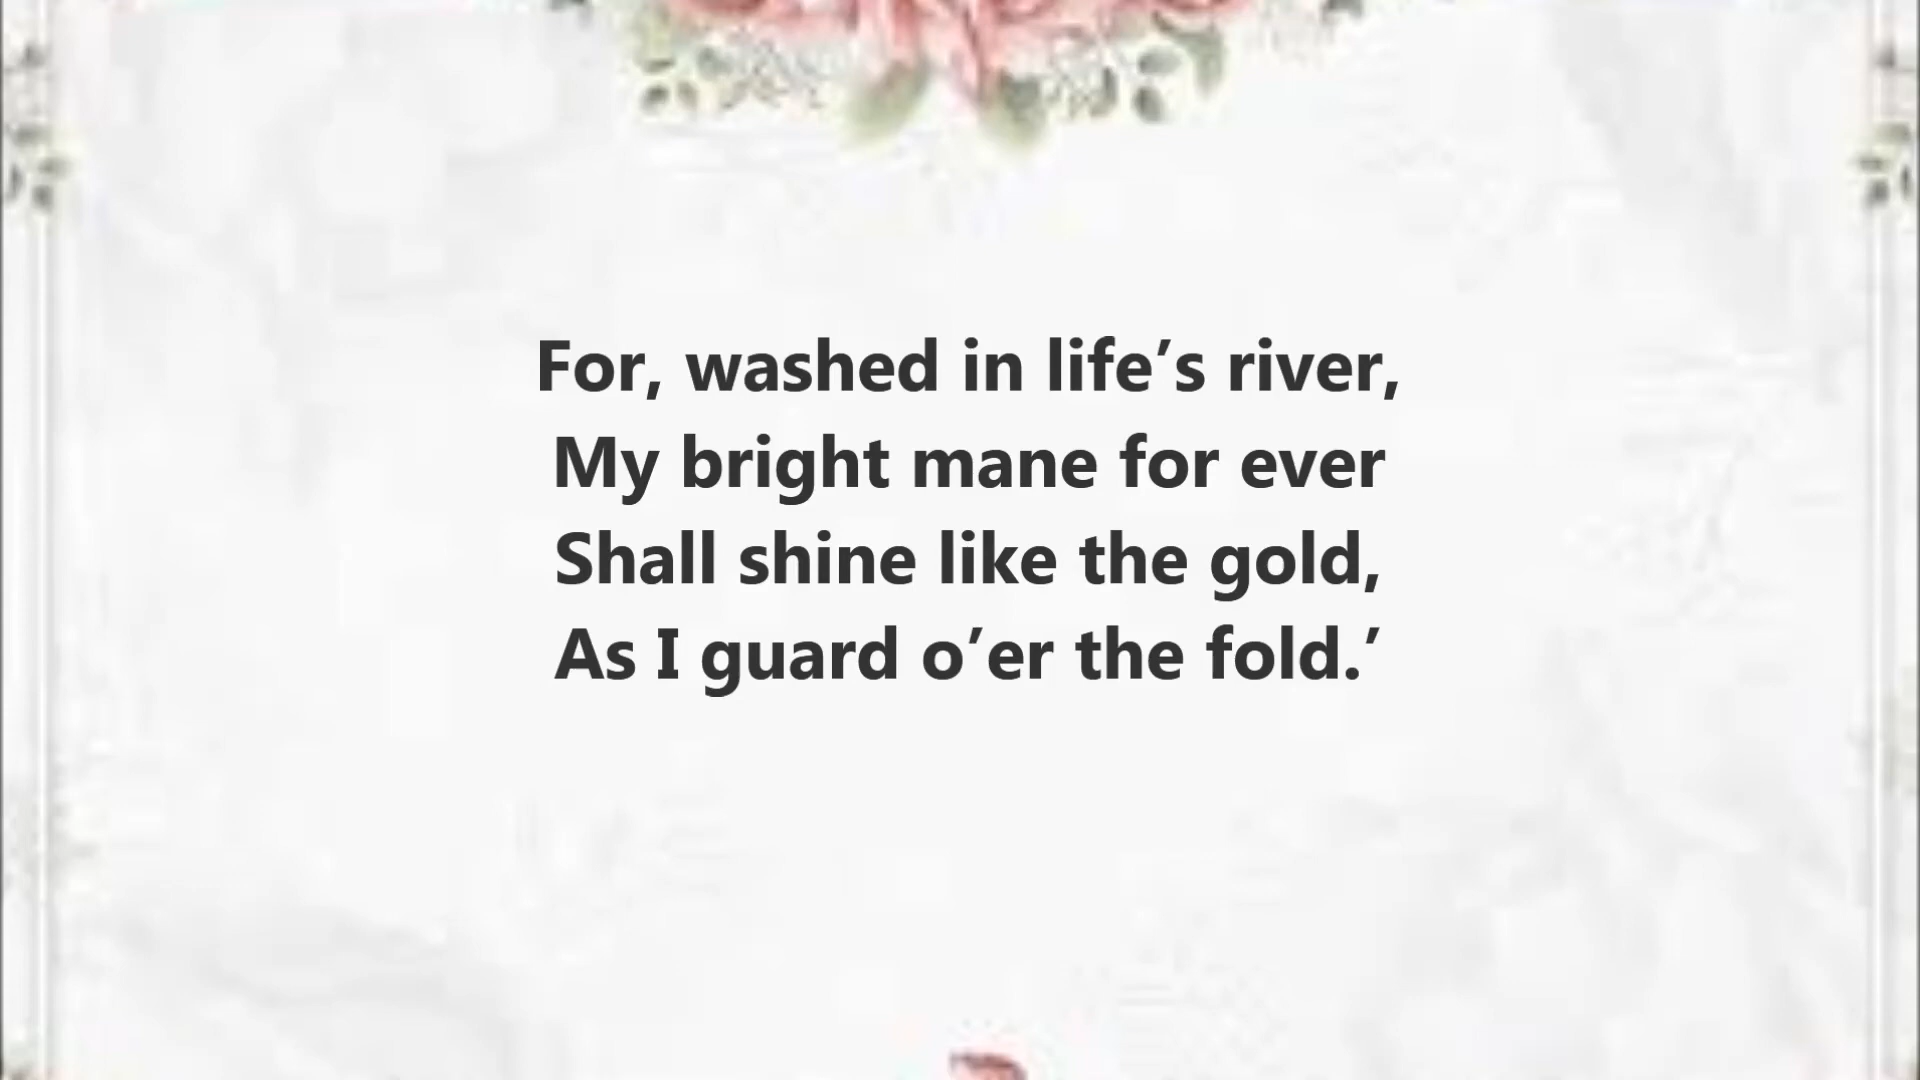 For, washed in life’s river,
My bright mane for ever
Shall shine like the gold,
As I guard o’er the fold.’